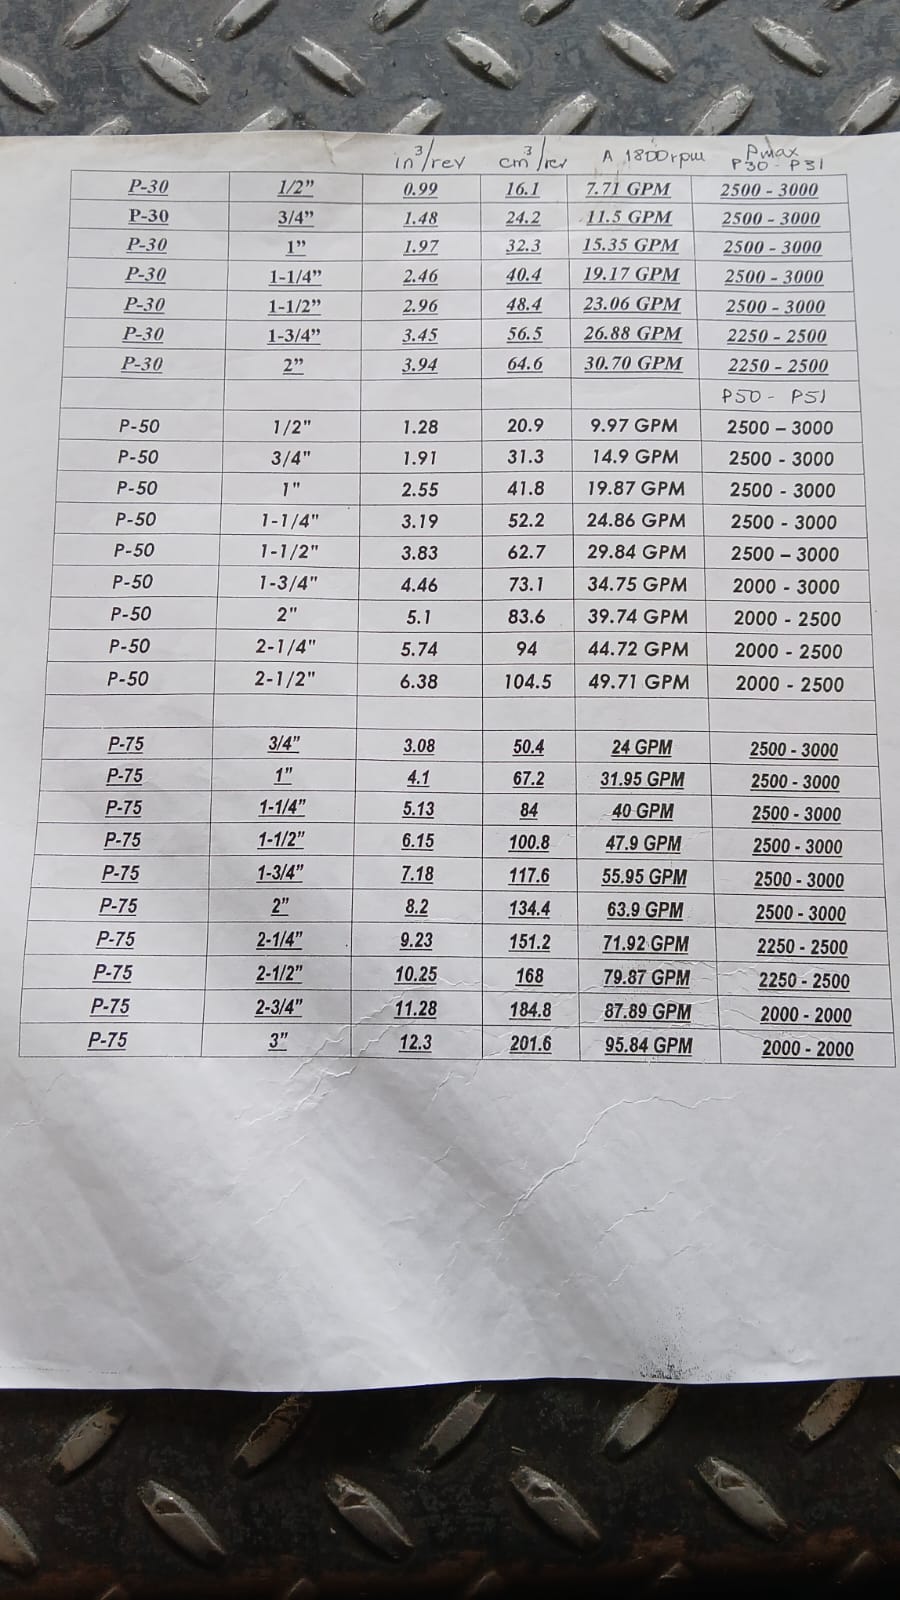 in³/rev cm³/rev A 1800rpm Pmax
P30 - P31
P-30 1/2" 0.99 16.1 7.71 GPM 2500 - 3000
P-30 3/4" 1.48 24.2 11.5 GPM 2500 - 3000
P-30 1" 1.97 32.3 15.35 GPM 2500 - 3000
P-30 1-1/4" 2.46 40.4 19.17 GPM 2500 - 3000
P-30 1-1/2" 2.96 48.4 23.06 GPM 2500 - 3000
P-30 1-3/4" 3.45 56.5 26.88 GPM 2250 - 2500
P-30 2" 3.94 64.6 30.70 GPM 2250 - 2500
P50 - P51
P-50 1/2" 1.28 20.9 9.97 GPM 2500 – 3000
P-50 3/4" 1.91 31.3 14.9 GPM 2500 - 3000
P-50 1" 2.55 41.8 19.87 GPM 2500 - 3000
P-50 1-1/4" 3.19 52.2 24.86 GPM 2500 - 3000
P-50 1-1/2" 3.83 62.7 29.84 GPM 2500 – 3000
P-50 1-3/4" 4.46 73.1 34.75 GPM 2000 - 3000
P-50 2" 5.1 83.6 39.74 GPM 2000 - 2500
P-50 2-1/4" 5.74 94 44.72 GPM 2000 - 2500
P-50 2-1/2" 6.38 104.5 49.71 GPM 2000 - 2500
P-75 3/4" 3.08 50.4 24 GPM 2500 - 3000
P-75 1" 4.1 67.2 31.95 GPM 2500 - 3000
P-75 1-1/4" 5.13 84 40 GPM 2500 - 3000
P-75 1-1/2" 6.15 100.8 47.9 GPM 2500 - 3000
P-75 1-3/4" 7.18 117.6 55.95 GPM 2500 - 3000
P-75 2" 8.2 134.4 63.9 GPM 2500 - 3000
P-75 2-1/4" 9.23 151.2 71.92 GPM 2250 - 2500
P-75 2-1/2" 10.25 168 79.87 GPM 2250 - 2500
P-75 2-3/4" 11.28 184.8 87.89 GPM 2000 - 2000
P-75 3" 12.3 201.6 95.84 GPM 2000 - 2000